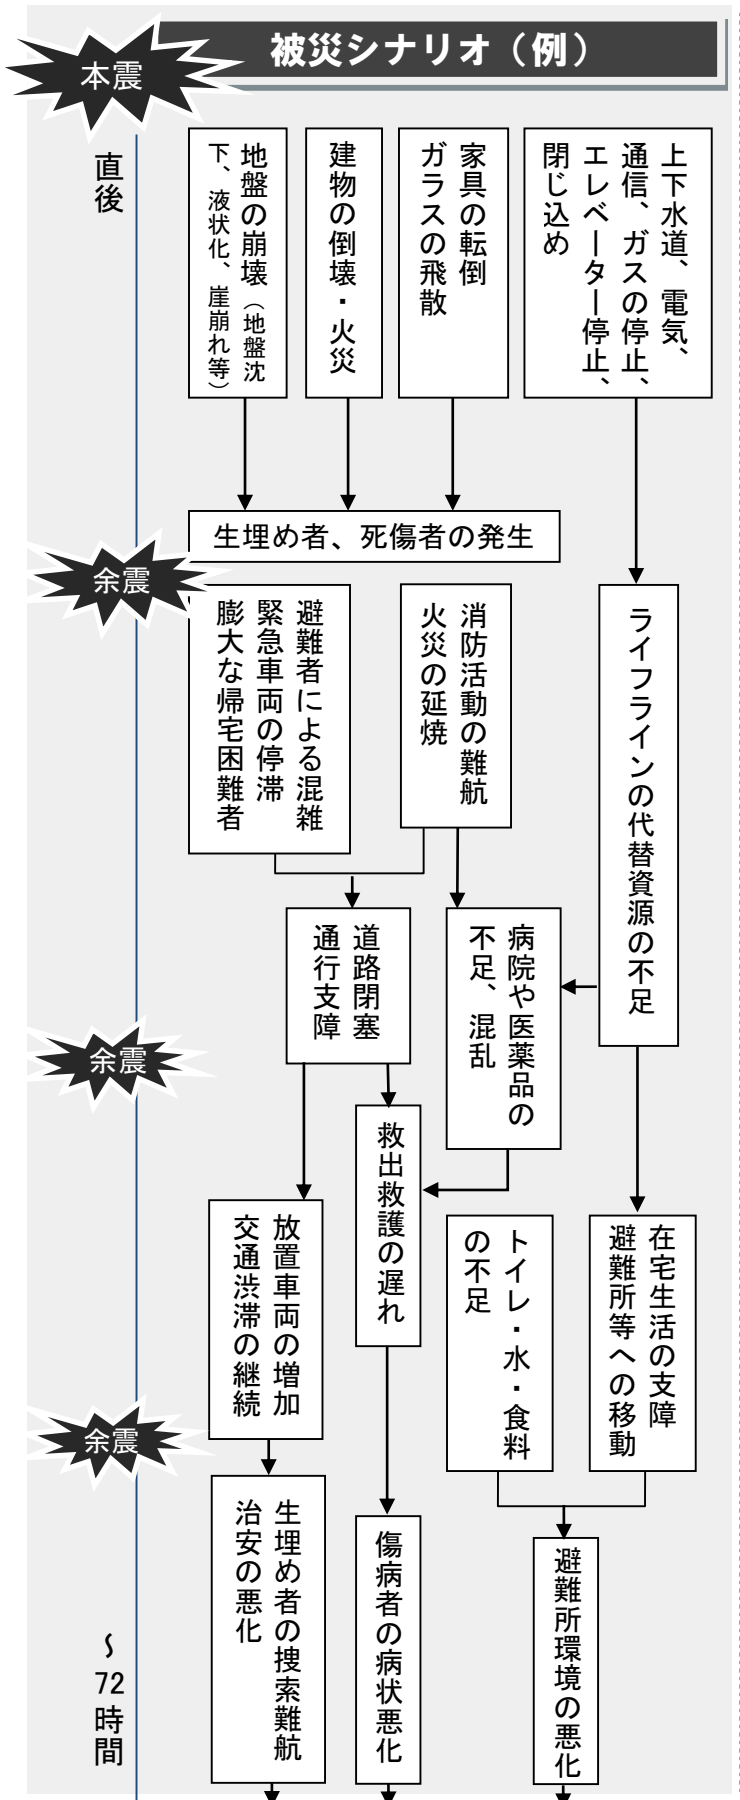 被災シナリオ（例）
本震
直後
上下水道、電気、
通信、ガスの停止、
エレベーター停止、
閉じ込め
家具の転倒
ガラスの飛散
建物の倒壊・火災
地盤の崩壊（地盤沈
下、液状化、崖崩れ等）
生埋め者、死傷者の発生
余震
ライフラインの代替資源の不足
消防活動の難航
火災の延焼
避難者による混雑
緊急車両の停滞
膨大な帰宅困難者
病院や医薬品の
不足、混乱
道路閉塞
通行支障
余震
救出救護の遅れ
在宅生活の支障
避難所等への移動
トイレ・水・食料
の不足
放置車両の増加
交通渋滞の継続
余震
避難所環境の悪化
傷病者の病状悪化
生埋め者の捜索難航
治安の悪化
～72時間